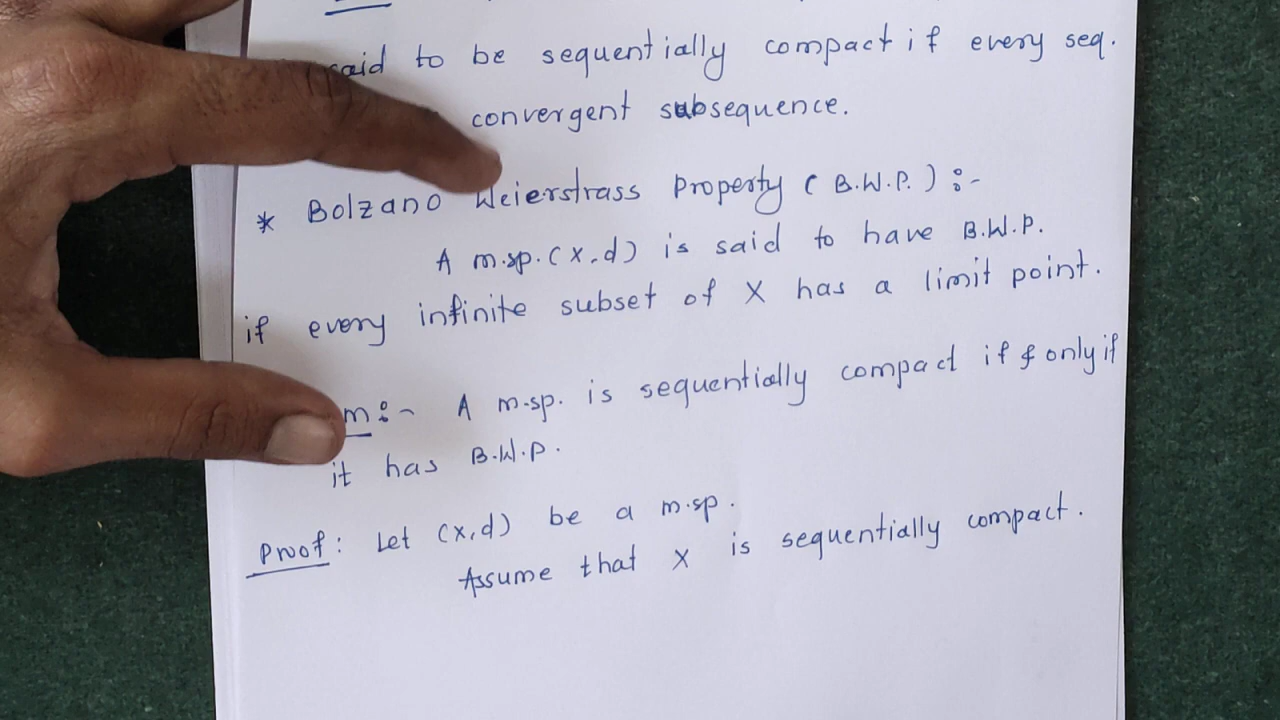 said to be sequentially compact if every seq.
convergent subsequence.
* Bolzano Weierstrass Property ( B.W.P. ) :-
A m.sp. (X,d) is said to have B.W.P.
if every infinite subset of X has a limit point.
m :- A m.sp. is sequentially compact if & only if
it has B.W.P.
Proof : Let (X,d) be a m.sp.
Assume that X is sequentially compact.